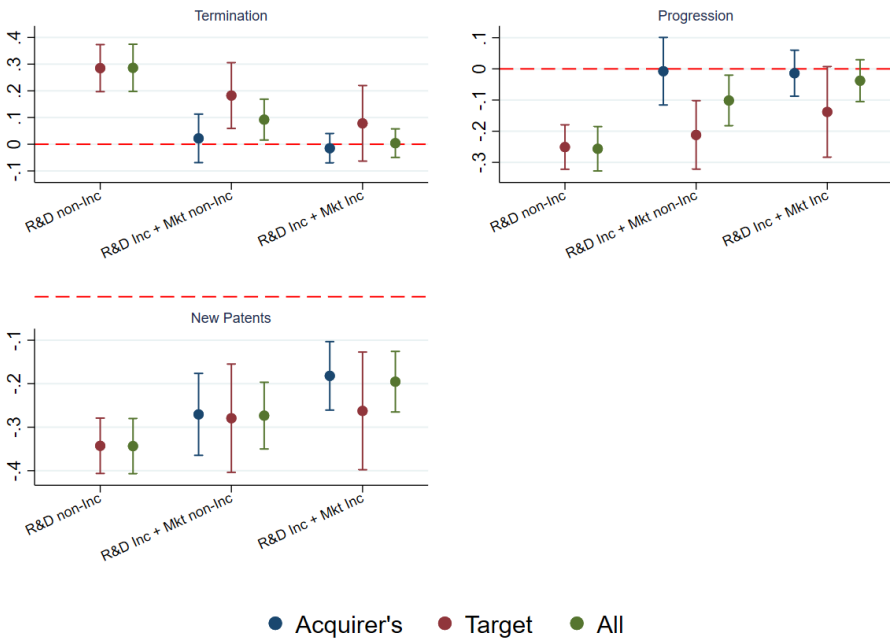 Termination
.4
.3
.2
.1
0
-.1
R&D non-Inc
R&D Inc + Mkt non-Inc
R&D Inc + Mkt Inc
Progression
.1
0
-.1
-.2
-.3
R&D non-Inc
R&D Inc + Mkt non-Inc
R&D Inc + Mkt Inc
New Patents
-.1
-.2
-.3
-.4
R&D non-Inc
R&D Inc + Mkt non-Inc
R&D Inc + Mkt Inc
Acquirer's Target All